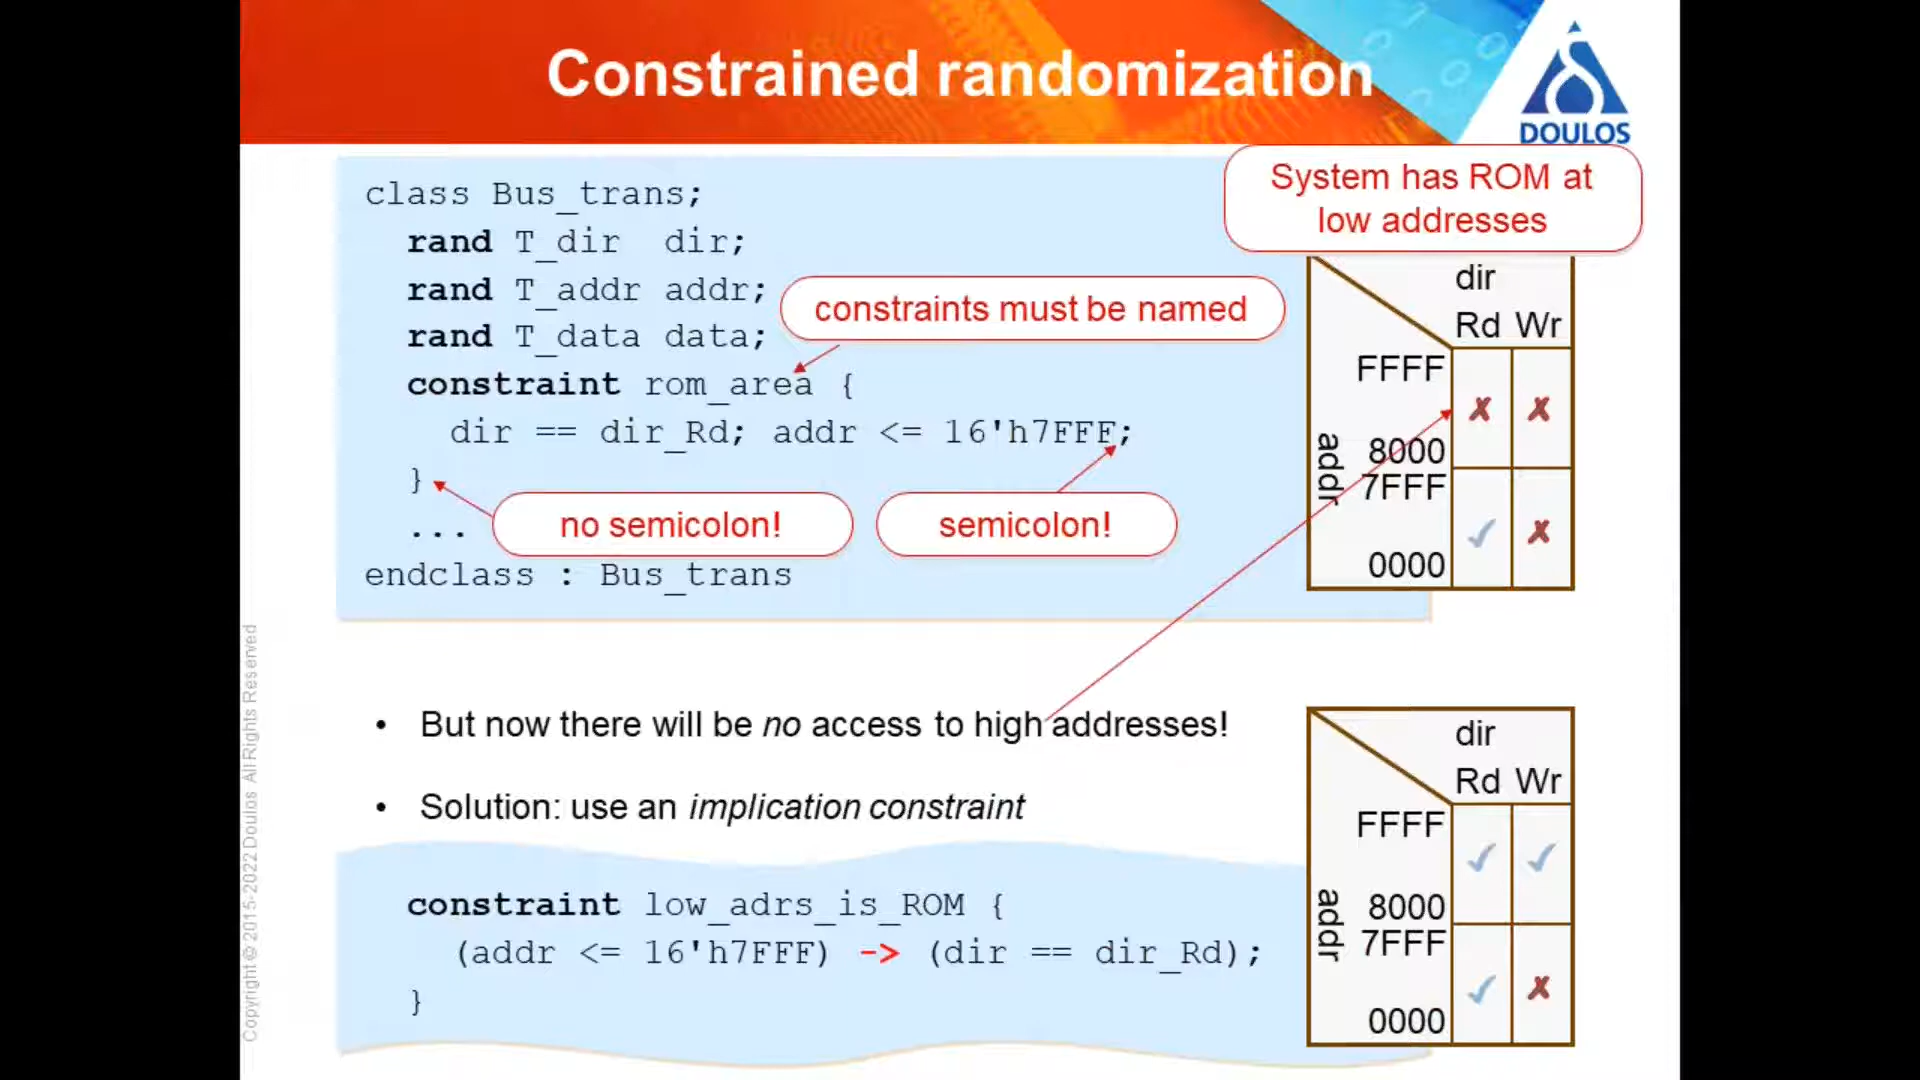 Constrained randomization
DOULOS
class Bus_trans;
rand T_dir  dir;
rand T_addr addr;
rand T_data data;
constraint rom_area {
dir == dir_Rd; addr <= 16'h7FFF;
}
...
endclass : Bus_trans
constraints must be named
no semicolon!
semicolon!
System has ROM at
low addresses
dir
Rd Wr
FFFF
✗ ✗
8000
addr
7FFF
✓ ✗
0000
• But now there will be no access to high addresses!
• Solution: use an implication constraint
constraint low_adrs_is_ROM {
(addr <= 16'h7FFF) -> (dir == dir_Rd);
}
dir
Rd Wr
FFFF
✓ ✓
8000
addr
7FFF
✓ ✗
0000
Copyright © 2015-2022 Doulos. All Rights Reserved